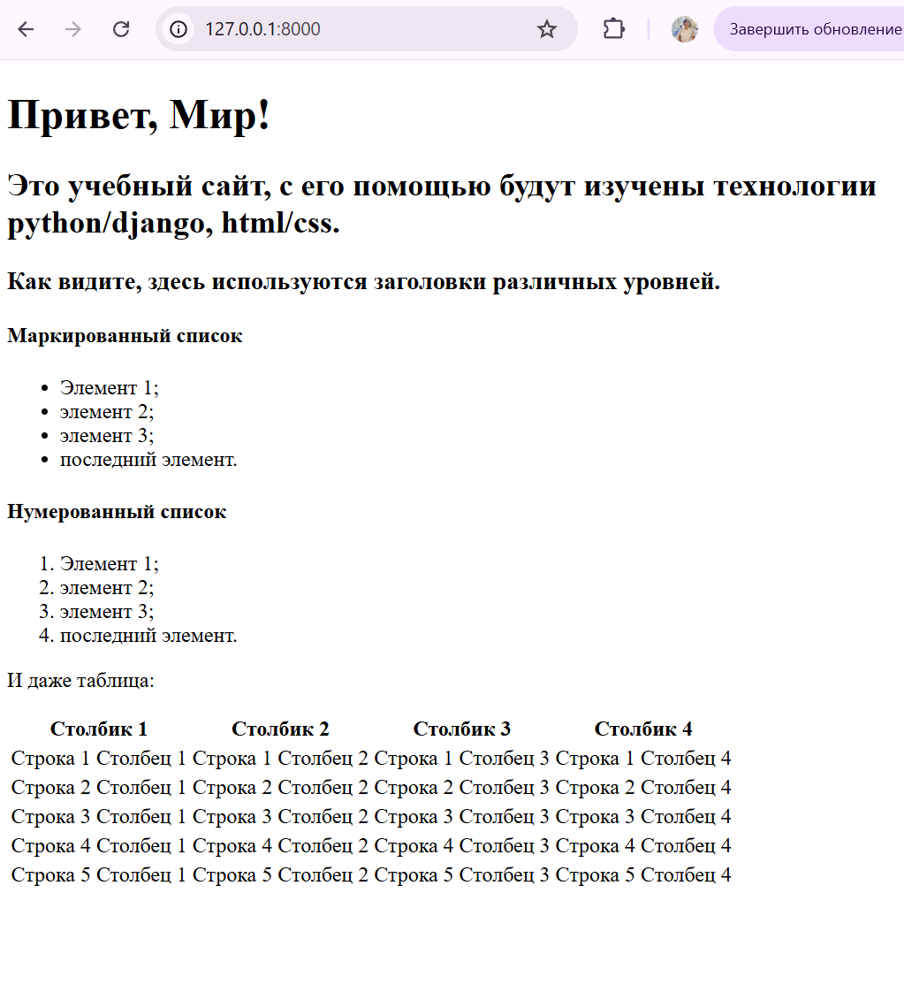 127.0.0.1:8000
Завершить обновление
Привет, Мир!
Это учебный сайт, с его помощью будут изучены технологии
python/django, html/css.
Как видите, здесь используются заголовки различных уровней.
Маркированный список
• Элемент 1;
• элемент 2;
• элемент 3;
• последний элемент.
Нумерованный список
1. Элемент 1;
2. элемент 2;
3. элемент 3;
4. последний элемент.
И даже таблица:
Столбик 1 Столбик 2 Столбик 3 Столбик 4
Строка 1 Столбец 1 Строка 1 Столбец 2 Строка 1 Столбец 3 Строка 1 Столбец 4
Строка 2 Столбец 1 Строка 2 Столбец 2 Строка 2 Столбец 3 Строка 2 Столбец 4
Строка 3 Столбец 1 Строка 3 Столбец 2 Строка 3 Столбец 3 Строка 3 Столбец 4
Строка 4 Столбец 1 Строка 4 Столбец 2 Строка 4 Столбец 3 Строка 4 Столбец 4
Строка 5 Столбец 1 Строка 5 Столбец 2 Строка 5 Столбец 3 Строка 5 Столбец 4